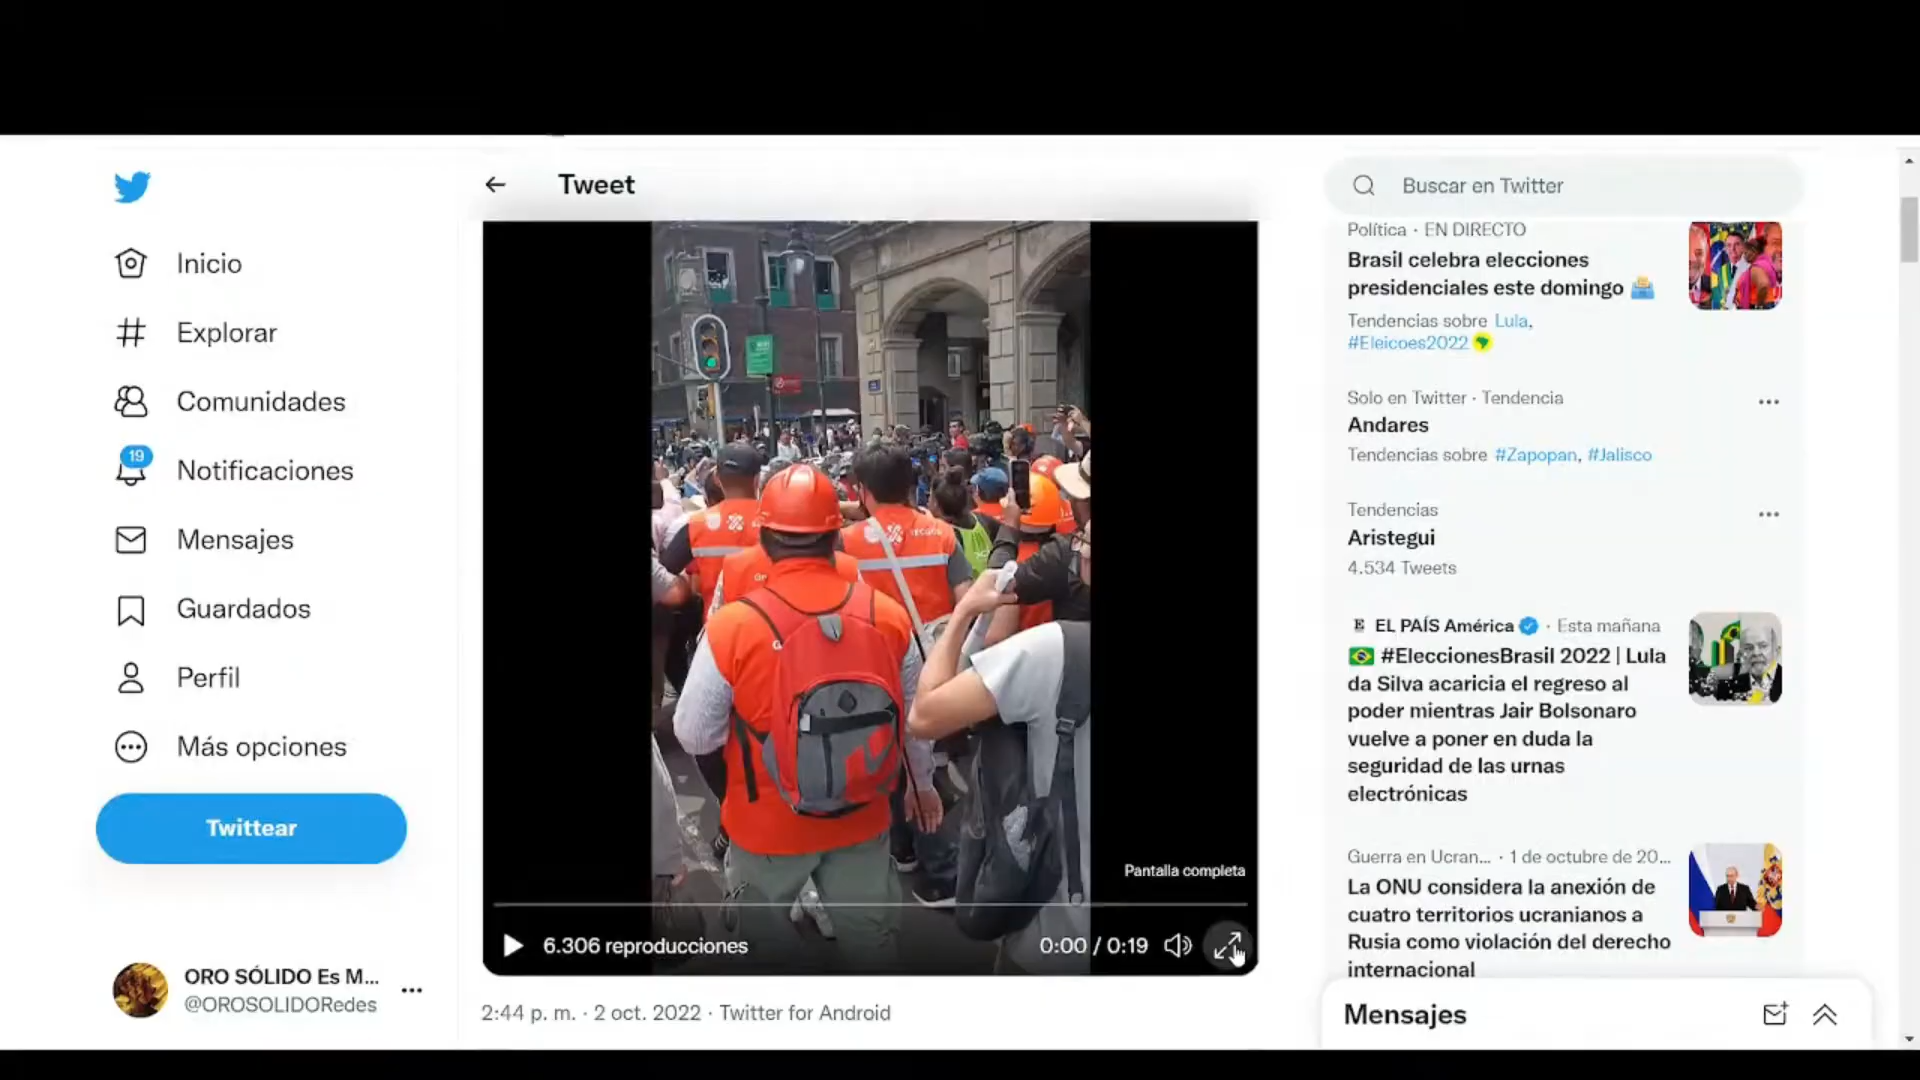 Inicio
Explorar
Comunidades
19
Notificaciones
Mensajes
Guardados
Perfil
Más opciones
Twittear
ORO SÓLIDO Es M...
@OROSOLIDORedes
Tweet
Pantalla completa
6.306 reproducciones
0:00 / 0:19
2:44 p. m. · 2 oct. 2022 · Twitter for Android
Buscar en Twitter
Política · EN DIRECTO
Brasil celebra elecciones
presidenciales este domingo
Tendencias sobre Lula,
#Eleicoes2022
Solo en Twitter · Tendencia
Andares
Tendencias sobre #Zapopan, #Jalisco
Tendencias
Aristegui
4.534 Tweets
E EL PAÍS América · Esta mañana
#EleccionesBrasil 2022 | Lula
da Silva acaricia el regreso al
poder mientras Jair Bolsonaro
vuelve a poner en duda la
seguridad de las urnas
electrónicas
Guerra en Ucran... · 1 de octubre de 20...
La ONU considera la anexión de
cuatro territorios ucranianos a
Rusia como violación del derecho
internacional
Mensajes